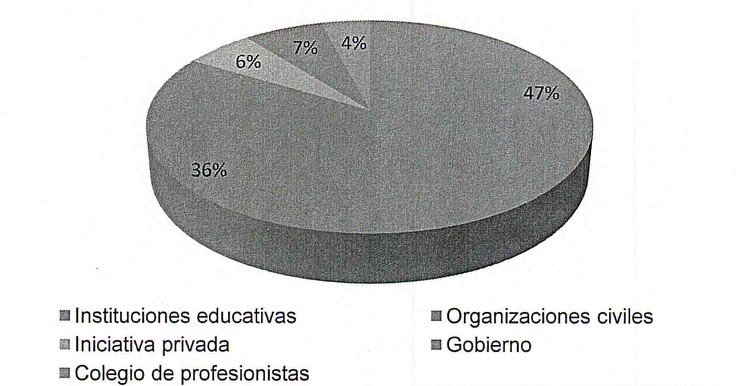 7% 4%
6%
47%
36%
Instituciones educativas Organizaciones civiles
Iniciativa privada Gobierno
Colegio de profesionistas